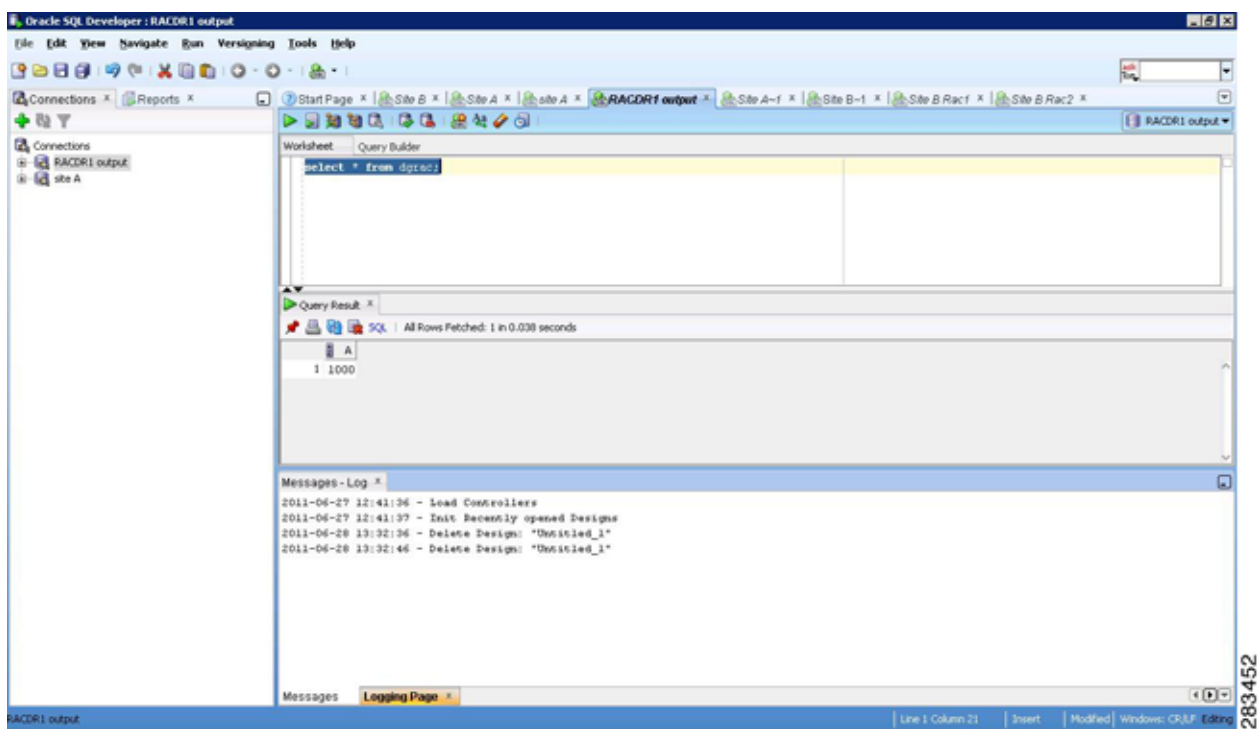 Oracle SQL Developer : RACDR1 output
File Edit View Navigate Run Versioning Tools Help
Connections Reports
Start Page Site B Site A site A RACDR1 output Site A~1 Site B~1 Site B Rac1 Site B Rac2
RACDR1 output
Connections
RACDR1 output
site A
Worksheet Query Builder
select * from dgrac;
Query Result
SQL | All Rows Fetched: 1 in 0.038 seconds
A
1 1000
Messages - Log
2011-06-27 12:41:36 - Load Controllers
2011-06-27 12:41:37 - Init Recently opened Designs
2011-06-28 13:32:36 - Delete Design: "Untitled_1"
2011-06-28 13:32:46 - Delete Design: "Untitled_1"
Messages Logging Page
RACDR1 output
Line 1 Column 21 Insert Modified Windows: CR/LF Editing
283452